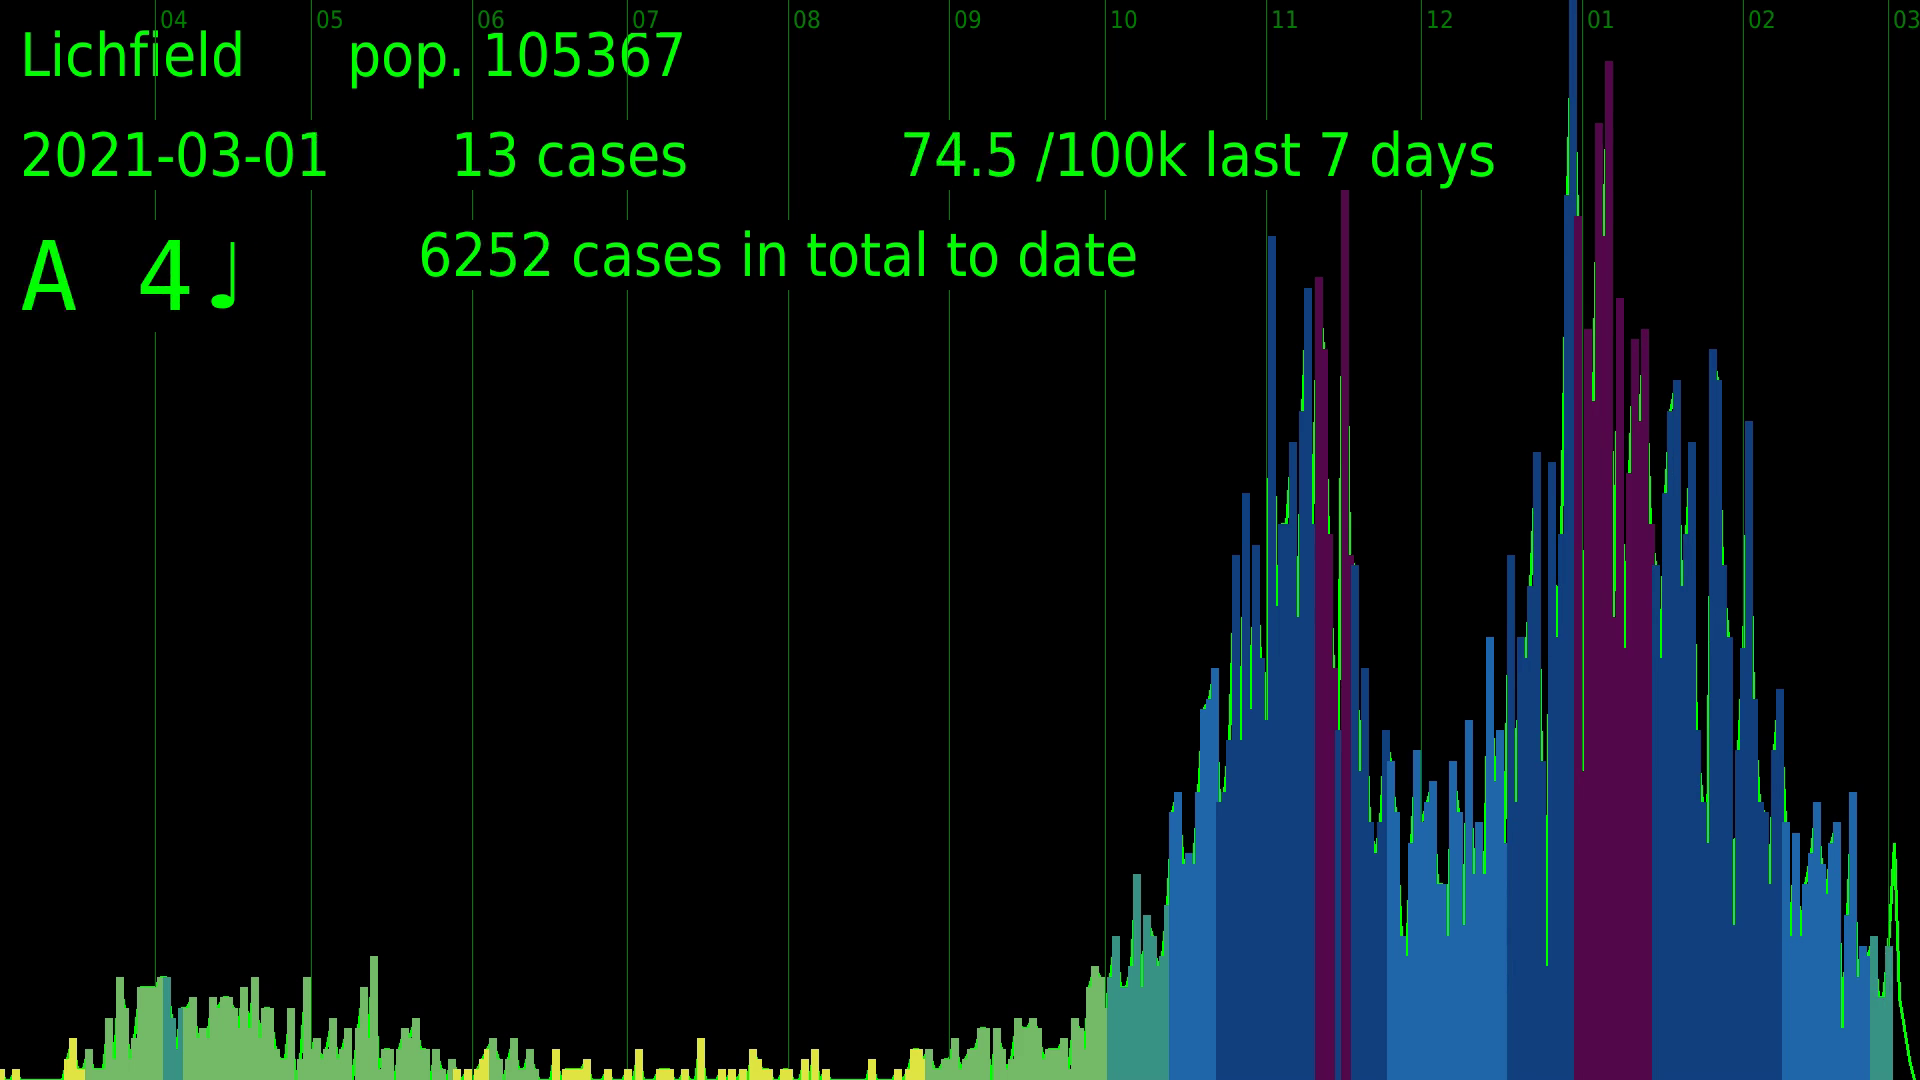 04 05 06 07 08 09 10 11 12 01 02 03
Lichfield pop. 105367
2021-03-01 13 cases 74.5 /100k last 7 days
A 4♩ 6252 cases in total to date